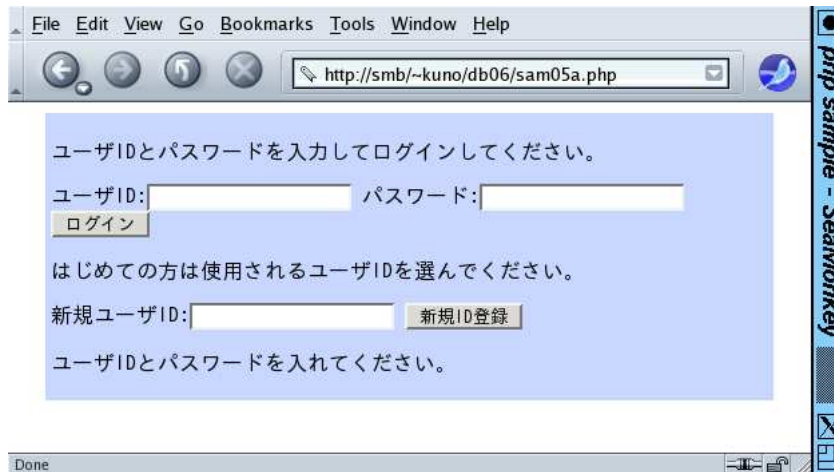 File Edit View Go Bookmarks Tools Window Help
http://smb/~kuno/db06/sam05a.php
ユーザIDとパスワードを入力してログインしてください。
ユーザID: パスワード:
ログイン
はじめての方は使用されるユーザIDを選んでください。
新規ユーザID: 新規ID登録
ユーザIDとパスワードを入れてください。
Done
php sample - SeaMonkey